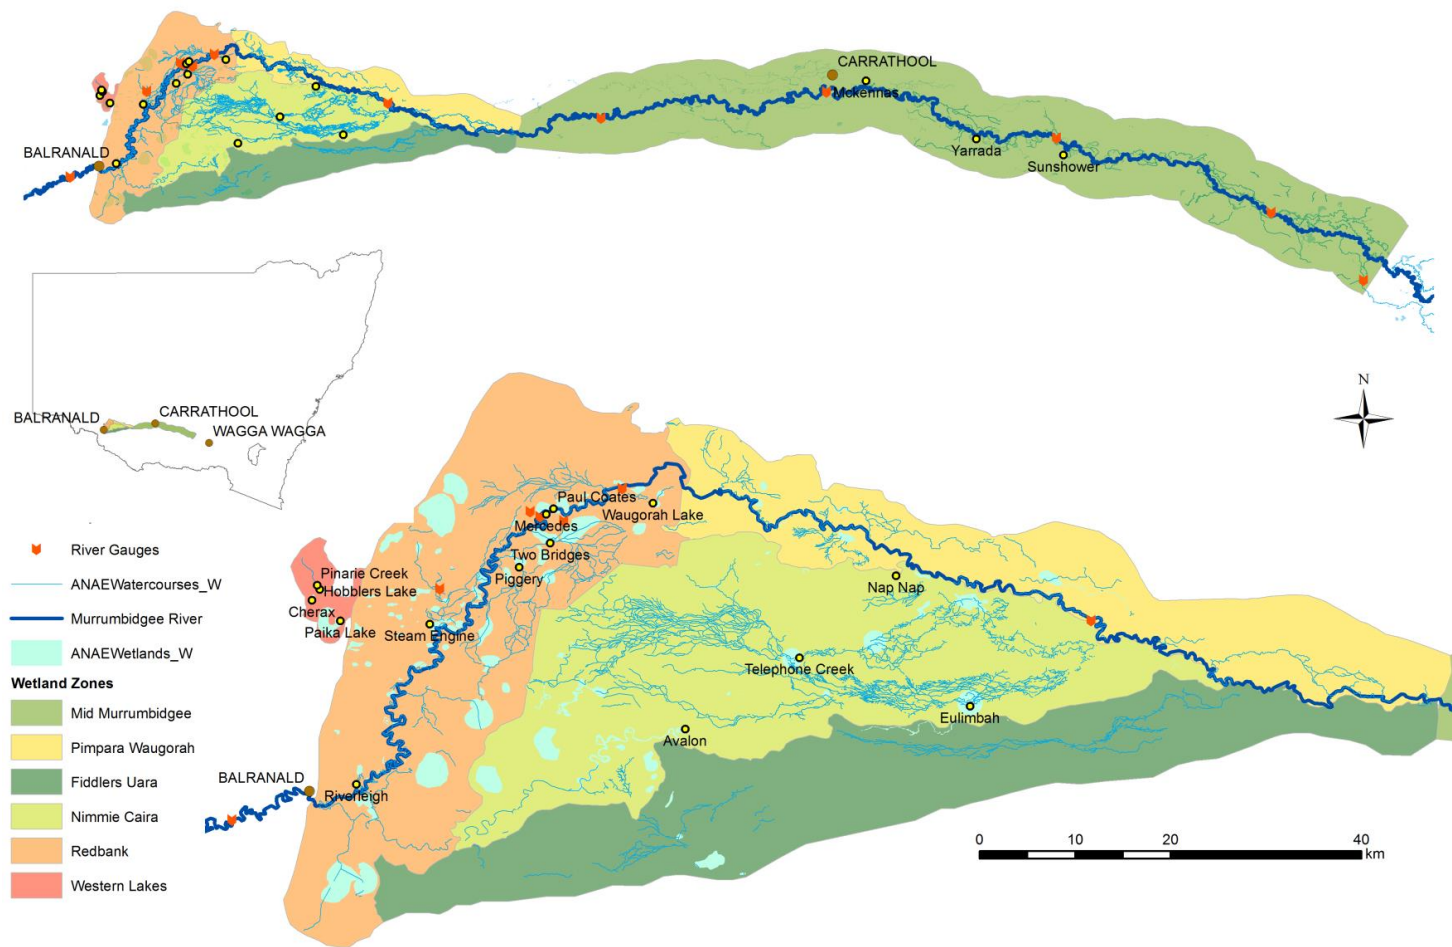 CARRATHOOL
Mckennas
BALRANALD
Yarrada
Sunshower
BALRANALD
CARRATHOOL
WAGGA WAGGA
N
Paul Coates
Waugorah Lake
Mercedes
Two Bridges
Piggery
Pinarie Creek
Hobblers Lake
Cherax
Paika Lake
Steam Engine
Nap Nap
Telephone Creek
Eulimbah
Avalon
BALRANALD
Riverleigh
River Gauges
ANAEWatercourses_W
Murrumbidgee River
ANAEWetlands_W
Wetland Zones
Mid Murrumbidgee
Pimpara Waugorah
Fiddlers Uara
Nimmie Caira
Redbank
Western Lakes
0 10 20 40
km